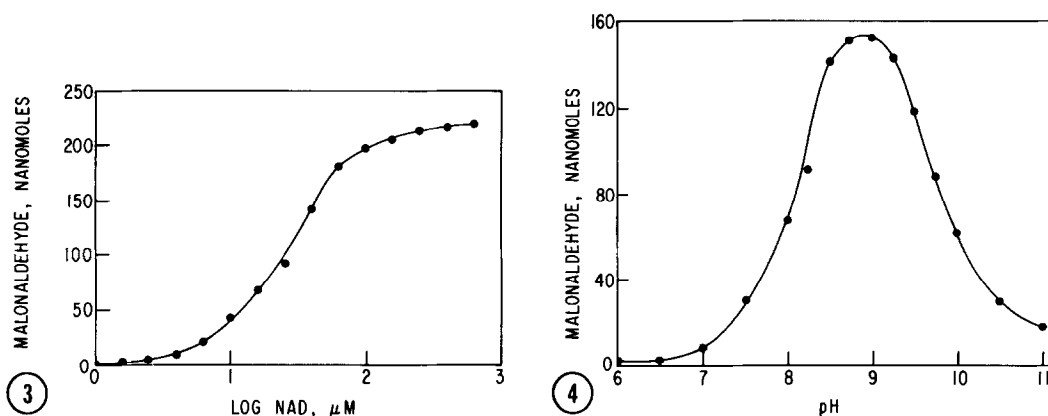 MALONALDEHYDE, NANOMOLES
250
200
150
100
50
0
0 1 2 3
LOG NAD, μM
3
MALONALDEHYDE, NANOMOLES
160
120
80
40
0
6 7 8 9 10 11
pH
4